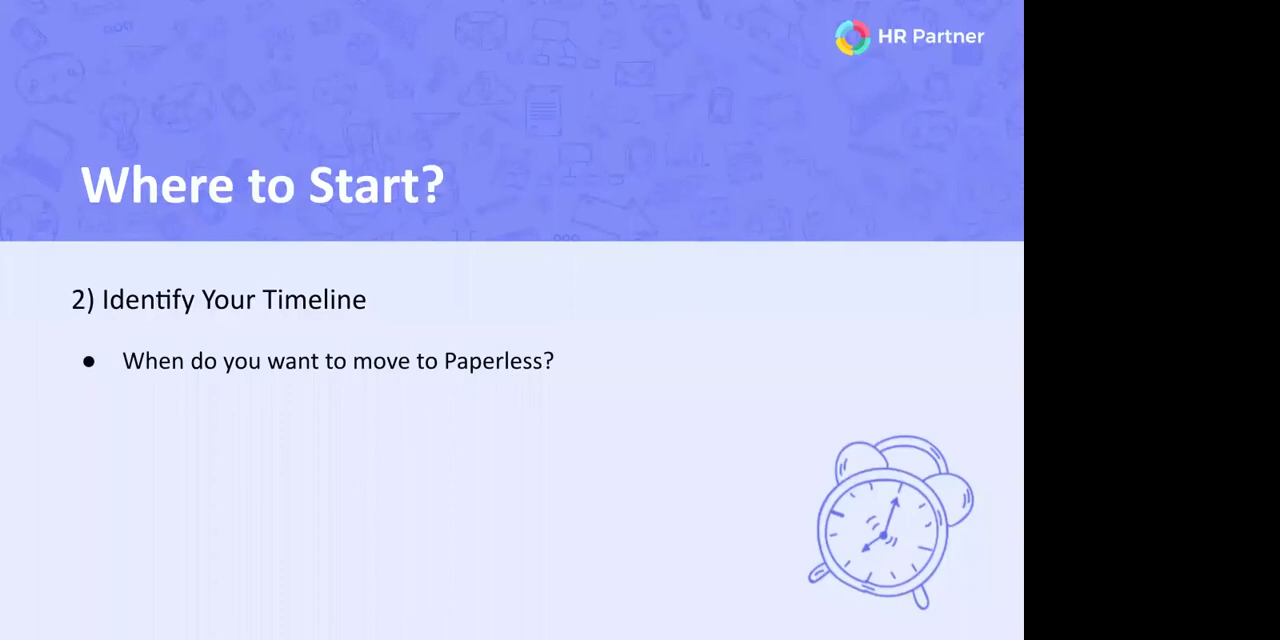 HR Partner
Where to Start?
2) Identify Your Timeline
● When do you want to move to Paperless?